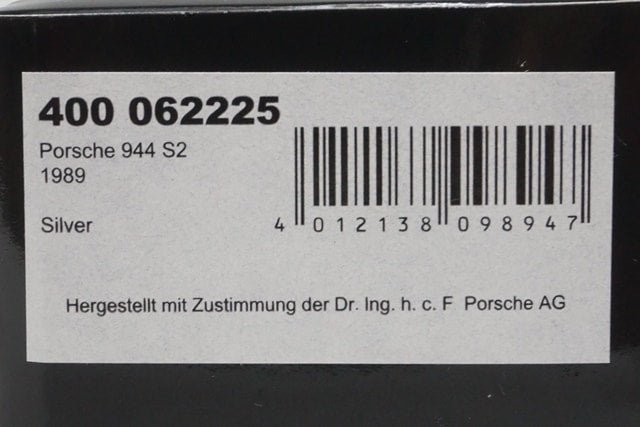 400 062225
Porsche 944 S2
1989
Silver
4 012138 098947
Hergestellt mit Zustimmung der Dr. Ing. h. c. F Porsche AG